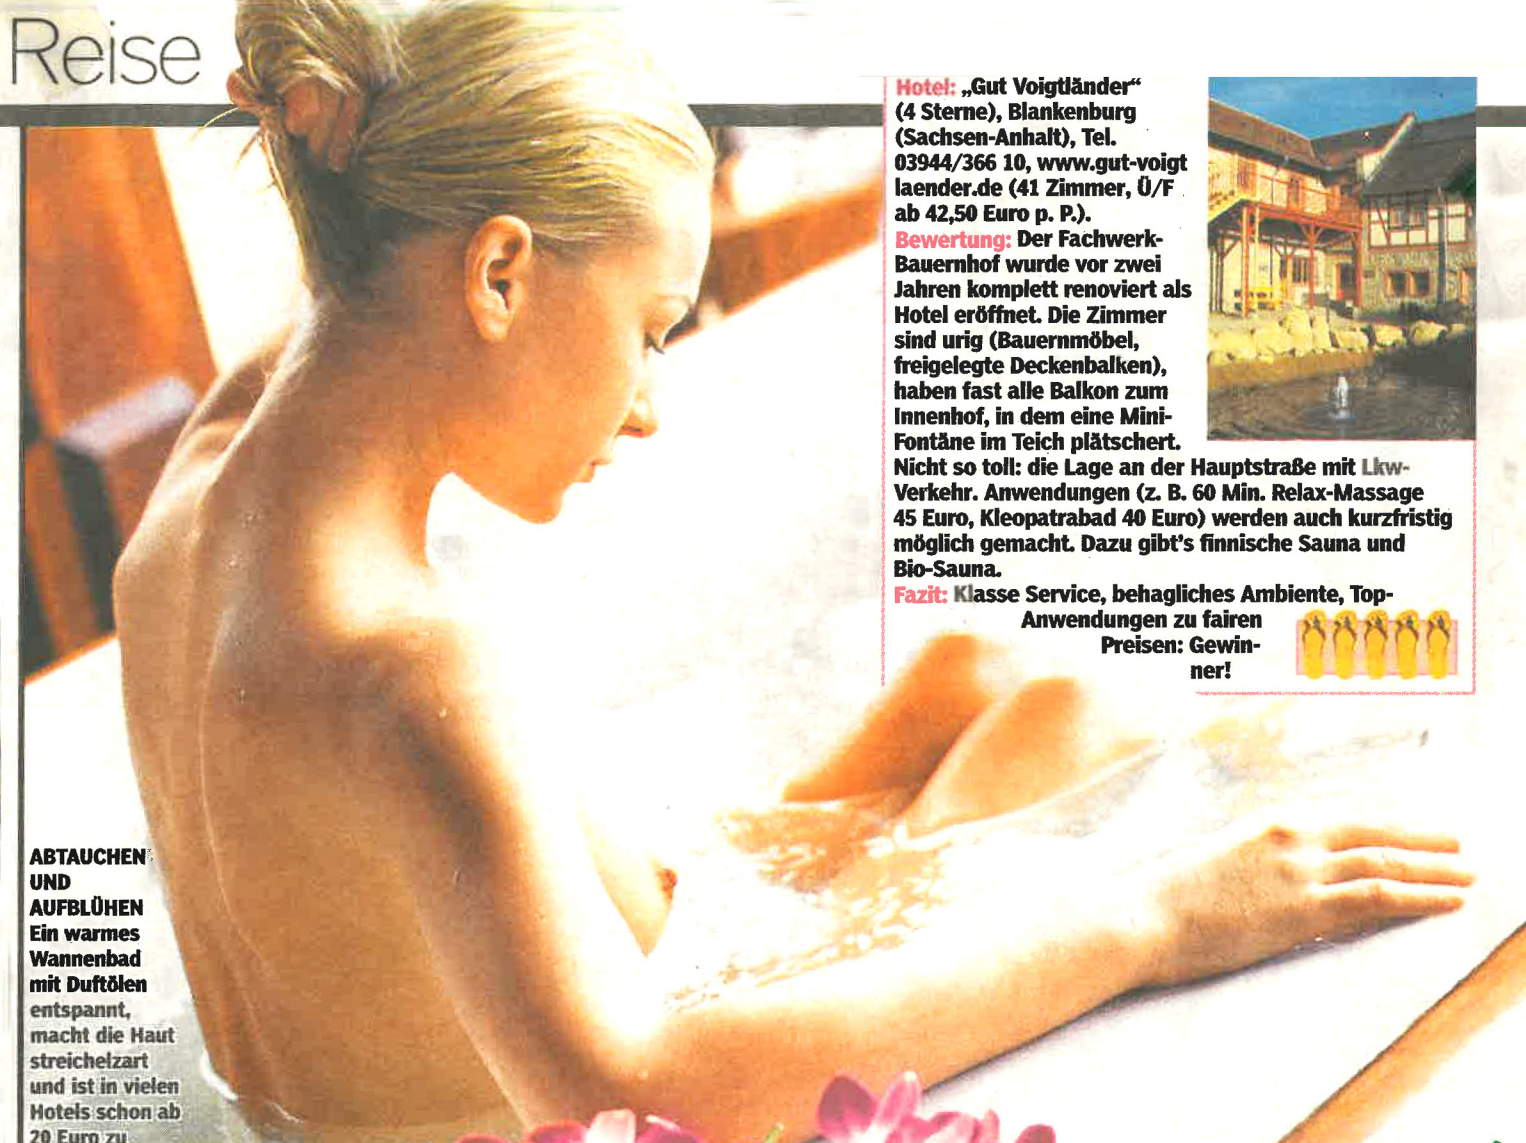 Reise
Hotel: „Gut Voigtländer“
(4 Sterne), Blankenburg
(Sachsen-Anhalt), Tel.
03944/366 10, www.gut-voigt
laender.de (41 Zimmer, Ü/F
ab 42,50 Euro p. P.).
Bewertung: Der Fachwerk-
Bauernhof wurde vor zwei
Jahren komplett renoviert als
Hotel eröffnet. Die Zimmer
sind urig (Bauernmöbel,
freigelegte Deckenbalken),
haben fast alle Balkon zum
Innenhof, in dem eine Mini-
Fontäne im Teich plätschert.
Nicht so toll: die Lage an der Hauptstraße mit Lkw-
Verkehr. Anwendungen (z. B. 60 Min. Relax-Massage
45 Euro, Kleopatrabad 40 Euro) werden auch kurzfristig
möglich gemacht. Dazu gibt's finnische Sauna und
Bio-Sauna.
Fazit: Klasse Service, behagliches Ambiente, Top-
Anwendungen zu fairen
Preisen: Gewin-
ner!
ABTAUCHEN
UND
AUFBLÜHEN
Ein warmes
Wannenbad
mit Duftölen
entspannt,
macht die Haut
streichelzart
und ist in vielen
Hotels schon ab
20 Euro zu